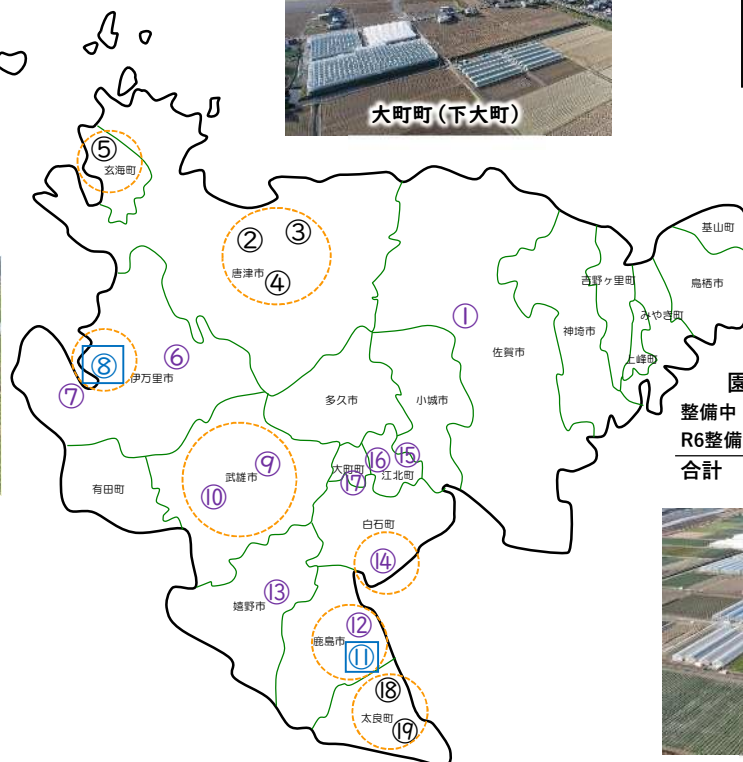 大町町（下大町）
⑤
玄海町
②
③
唐津市
④
基山町
鳥栖市
吉野ヶ里町
みやき町
上峰町
神埼市
①
佐賀市
⑥
⑧
伊万里市
⑦
多久市
小城市
園
整備中
R6整備
合計
有田町
武雄市
⑨
⑩
大町町
⑯
⑮
江北町
⑰
白石町
⑭
⑬
嬉野市
⑫
鹿島市
⑪
⑱
太良町
⑲